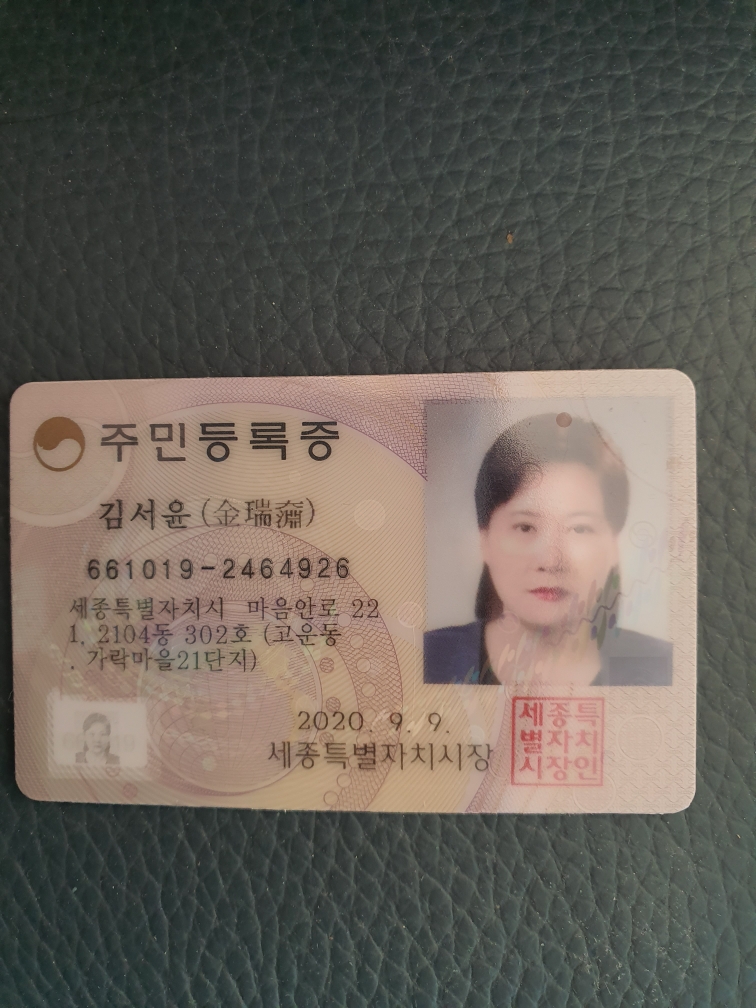 주민등록증
김서윤(金瑞奫)
661019-2464926
세종특별자치시 마음안로 22
1, 2104동 302호 (고운동
, 가락마을21단지)
2020. 9. 9.
세종특별자치시장
세종특
별자치
시장인